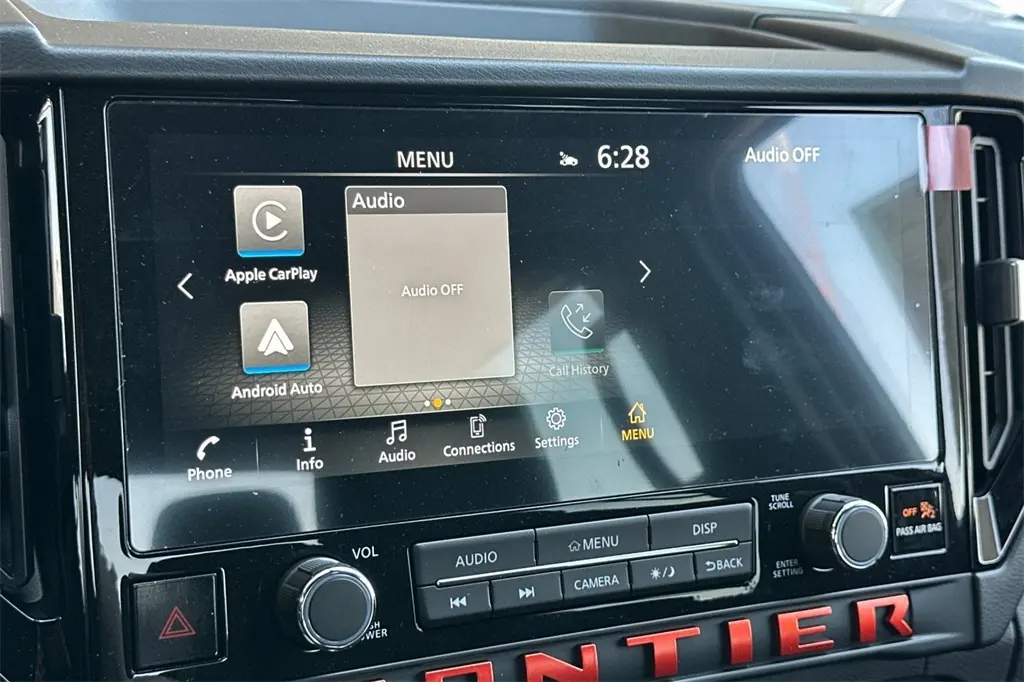 MENU 6:28 Audio OFF
Apple CarPlay
Android Auto
Audio
Audio OFF
Call History
Phone
Info
Audio
Connections
Settings
MENU
VOL
AUDIO
MENU
DISP
CAMERA
BACK
TUNE
SCROLL
ENTER
SETTING
OFF
PASS AIR BAG
ONTIER